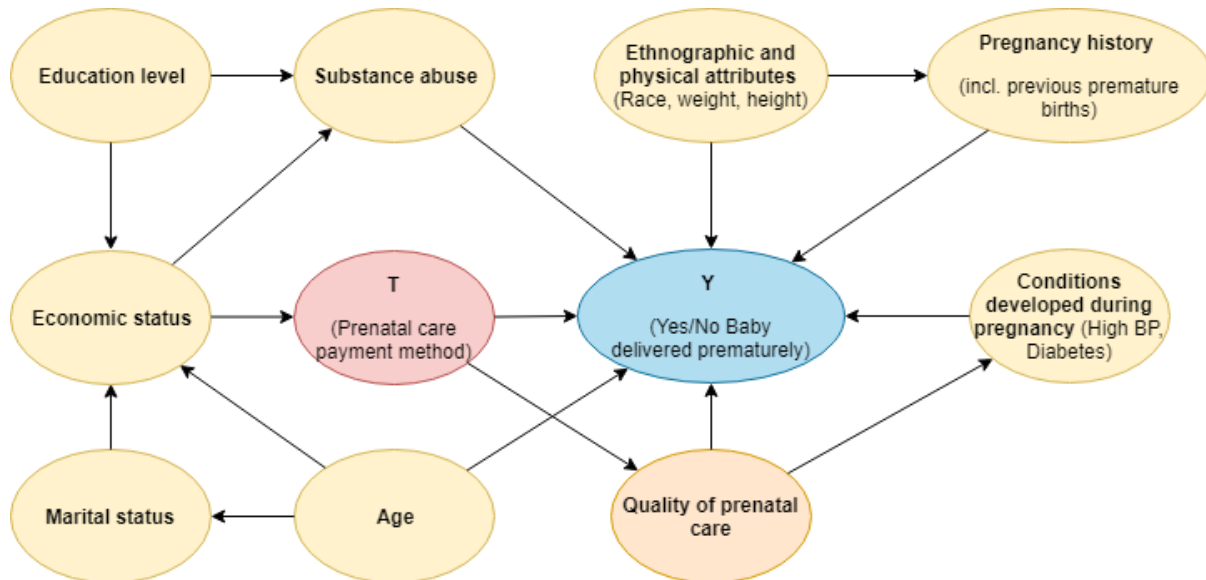 Education level
Substance abuse
Ethnographic and
physical attributes
(Race, weight, height)
Pregnancy history
(incl. previous premature
births)
Economic status
T
(Prenatal care
payment method)
Y
(Yes/No Baby
delivered prematurely)
Conditions
developed during
pregnancy (High BP,
Diabetes)
Marital status
Age
Quality of prenatal
care